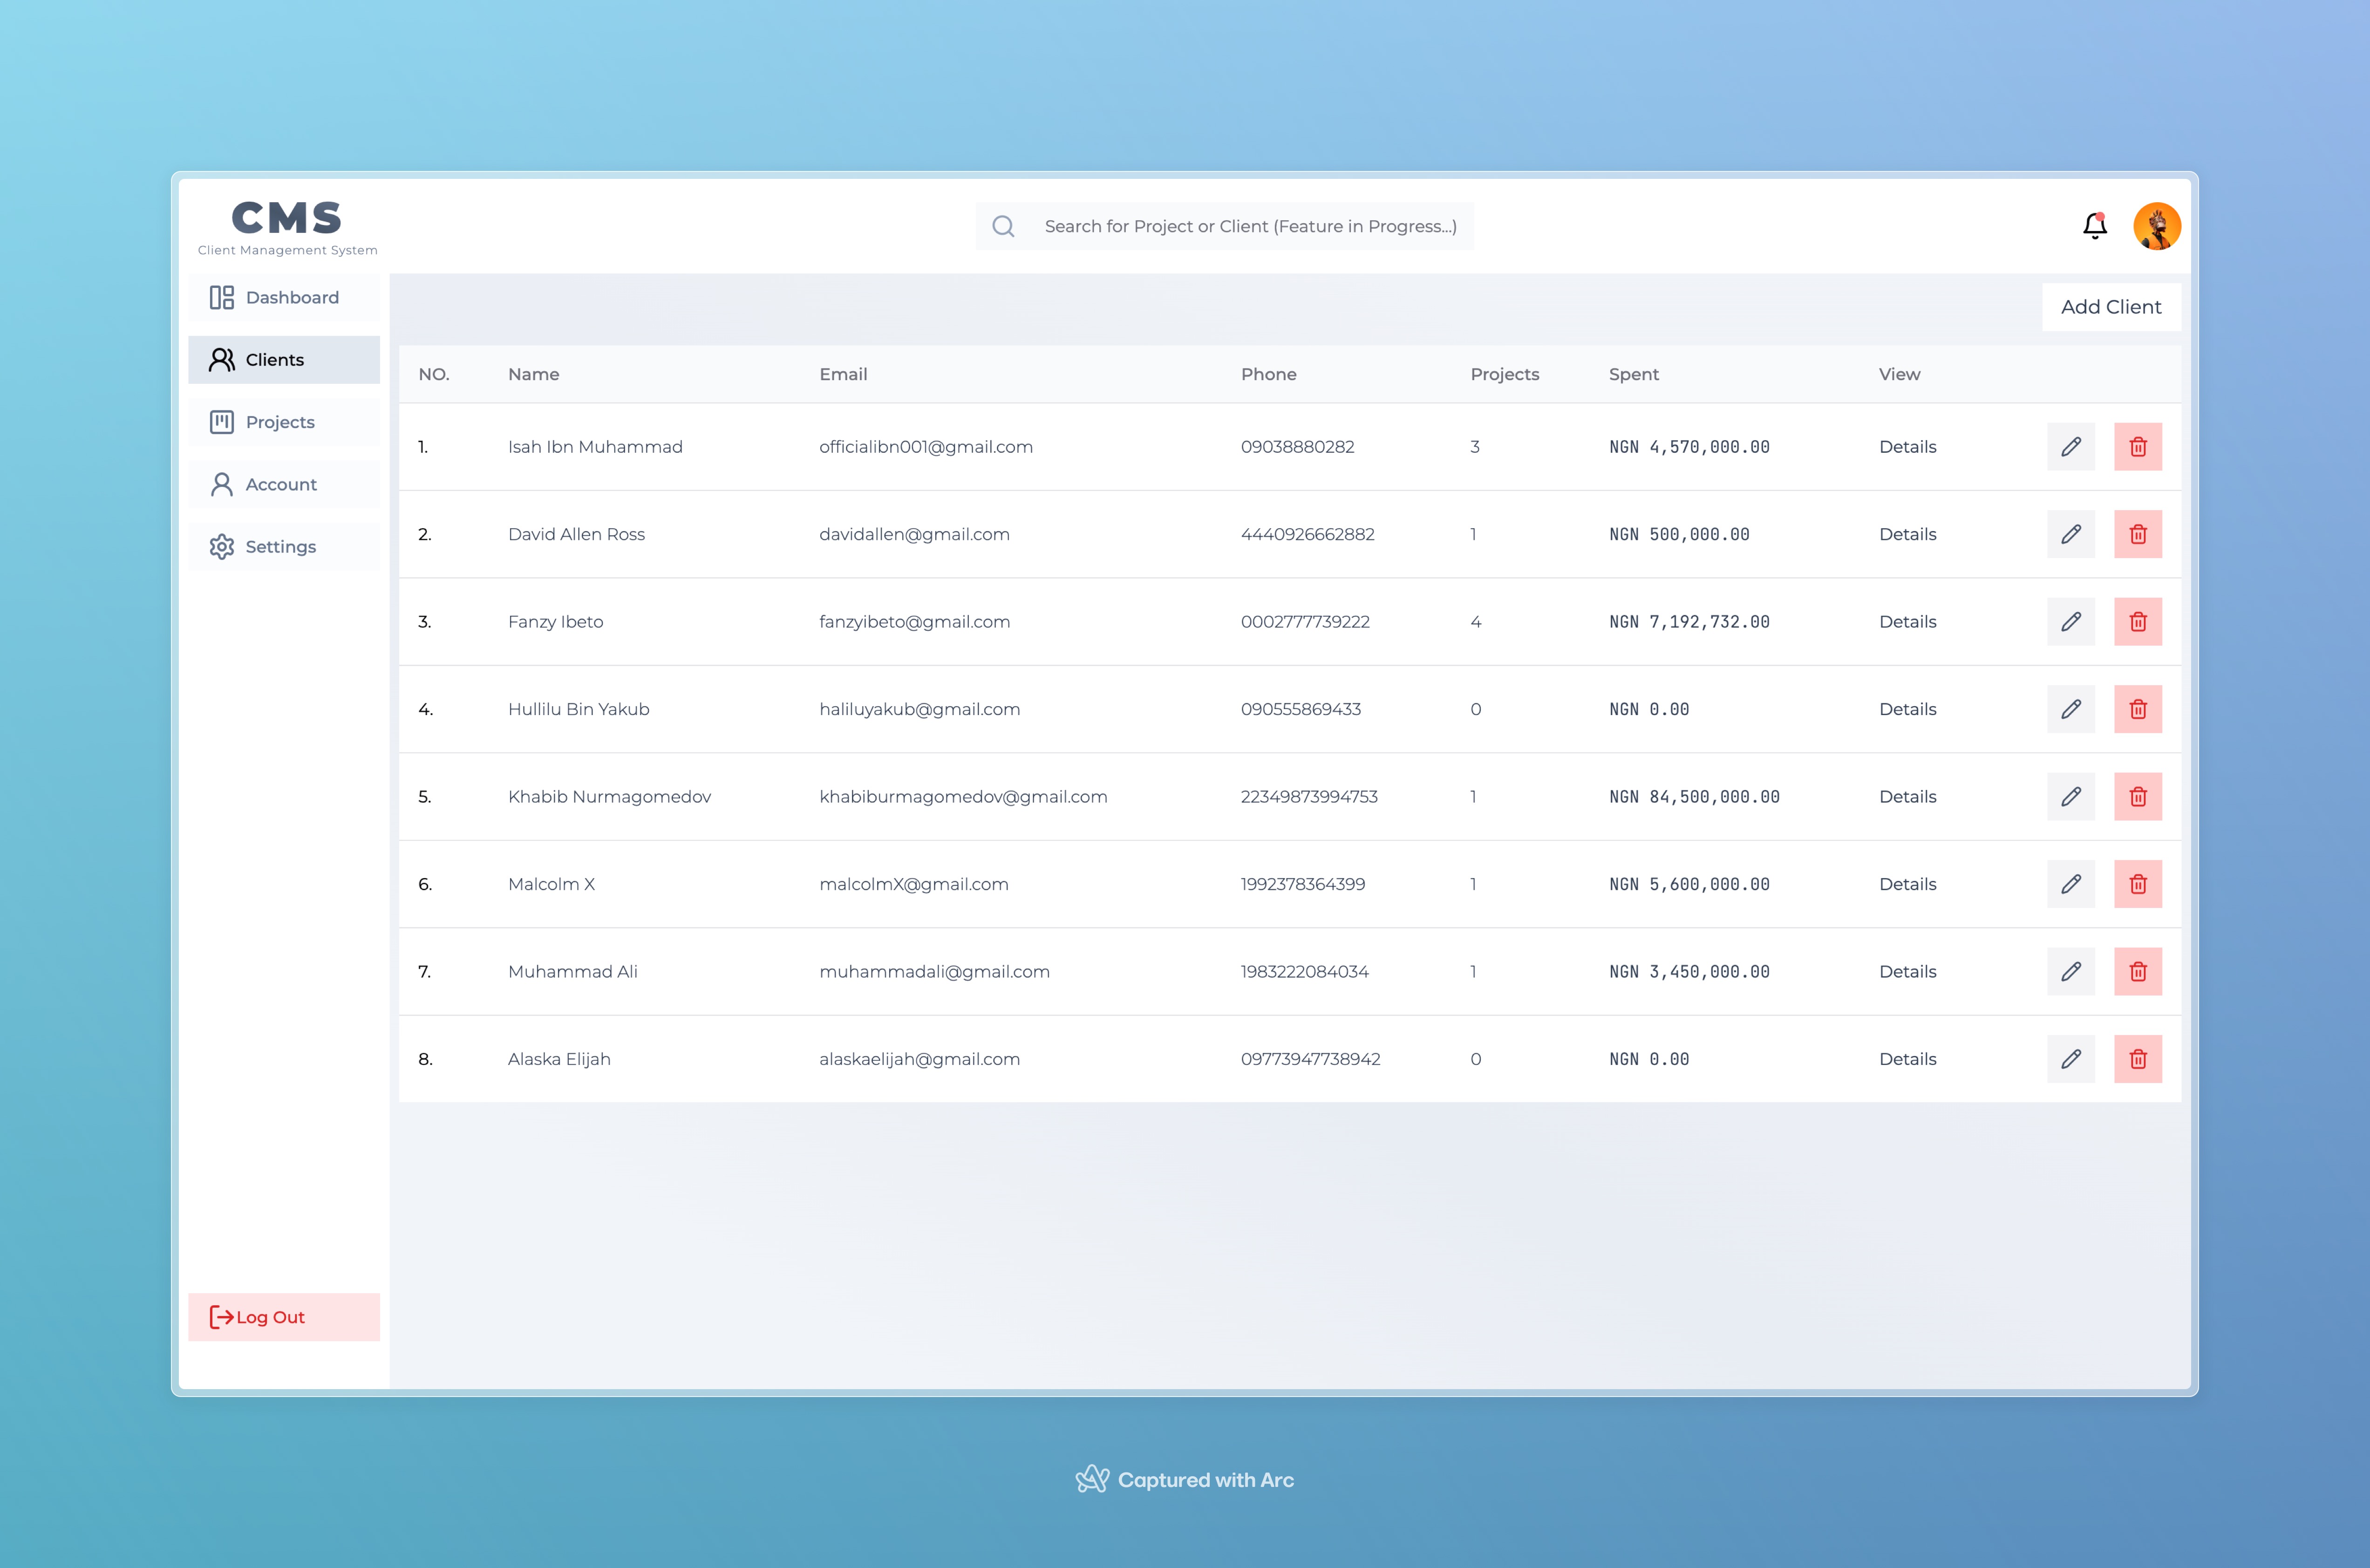 CMS
Client Management System
Search for Project or Client (Feature in Progress...)
Dashboard
Clients
Projects
Account
Settings
Log Out
Add Client
NO. Name Email Phone Projects Spent View
1. Isah Ibn Muhammad officialibn001@gmail.com 09038880282 3 NGN 4,570,000.00 Details
2. David Allen Ross davidallen@gmail.com 4440926662882 1 NGN 500,000.00 Details
3. Fanzy Ibeto fanzyibeto@gmail.com 0002777739222 4 NGN 7,192,732.00 Details
4. Hullilu Bin Yakub haliluyakub@gmail.com 090555869433 0 NGN 0.00 Details
5. Khabib Nurmagomedov khabiburmagomedov@gmail.com 22349873994753 1 NGN 84,500,000.00 Details
6. Malcolm X malcolmX@gmail.com 1992378364399 1 NGN 5,600,000.00 Details
7. Muhammad Ali muhammadali@gmail.com 1983222084034 1 NGN 3,450,000.00 Details
8. Alaska Elijah alaskaelijah@gmail.com 09773947738942 0 NGN 0.00 Details
Captured with Arc